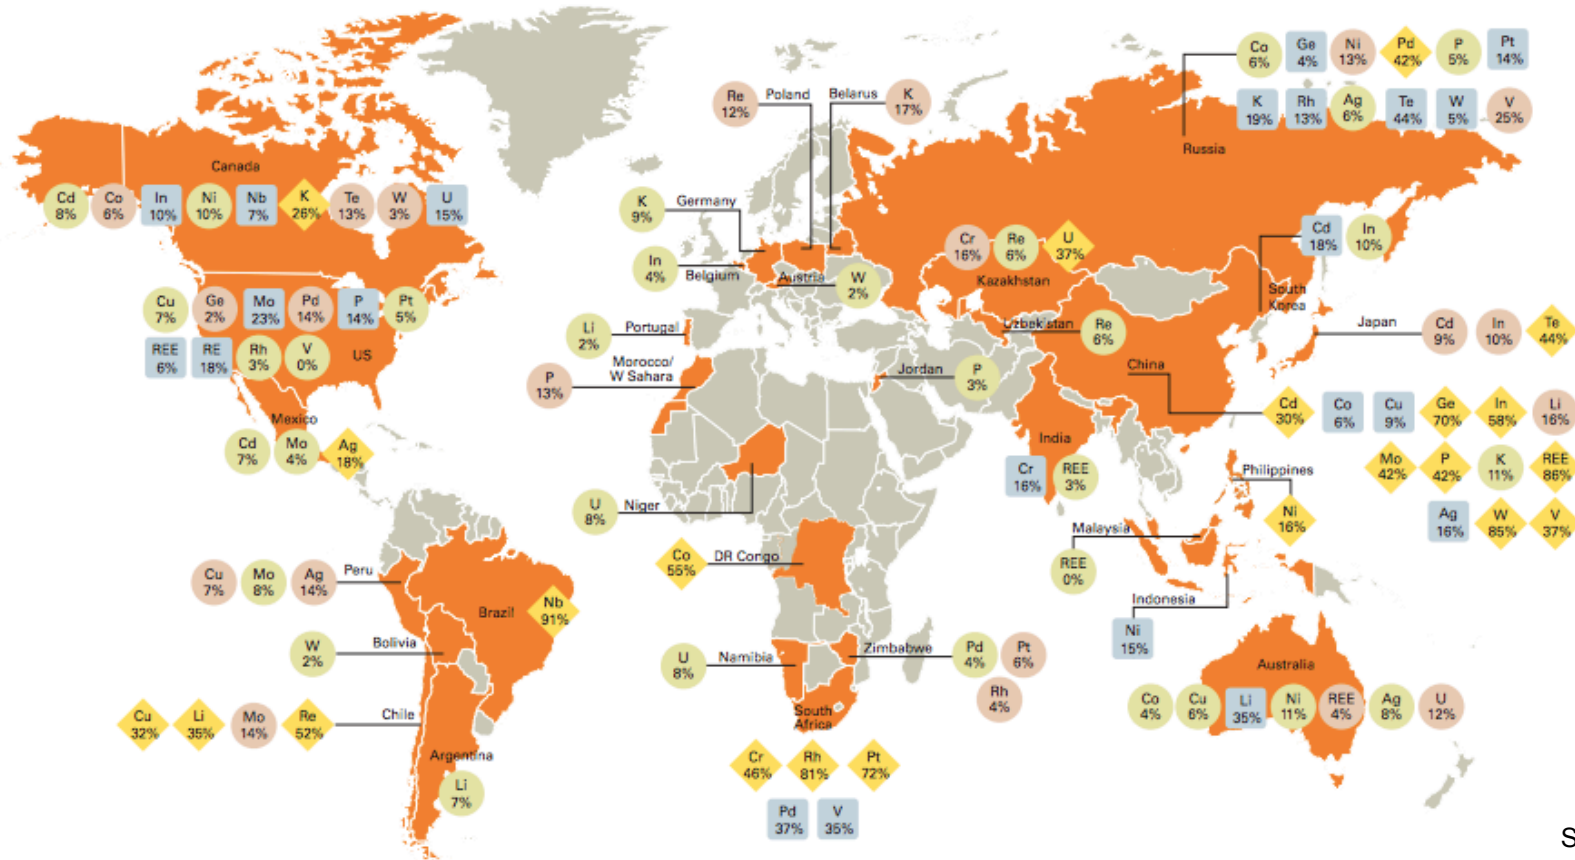 Co Ge Ni Pd P Pt
6% 4% 13% 42% 5% 14%
K Rh Ag Te W V
19% 13% 6% 44% 5% 25%
Russia
Re
12%
Poland
Belarus
K
17%
Canada
Cd Co In Ni Nb K Te W U
8% 6% 10% 10% 7% 26% 13% 3% 15%
K
9%
Germany
In
4%
Belgium
Austria
W
2%
Cr Re U
16% 6% 37%
Kazakhstan
Cd In
18% 10%
South
Korea
Cu Ge Mo Pd P Pt
7% 2% 23% 14% 14% 5%
REE RE Rh V
6% 18% 3% 0%
US
Li
2%
Portugal
Uzbekistan
Re
6%
Japan
Cd In Te
9% 10% 44%
P
13%
Morocco/
W Sahara
Jordan
P
3%
China
Cd Co Cu Ge In Li
30% 6% 9% 70% 58% 16%
Mo P K REE
42% 42% 11% 86%
Ag W V
16% 85% 37%
Mexico
Cd Mo Ag
7% 4% 18%
India
Cr REE
16% 3%
Philippines
Ni
16%
U
8%
Niger
Malaysia
REE
0%
Co
55%
DR Congo
Cu Mo Ag
7% 8% 14%
Peru
Brazil
Nb
91%
Indonesia
Ni
15%
W
2%
Bolivia
U
8%
Namibia
Zimbabwe
Pd Pt
4% 6%
Rh
4%
Australia
Co Cu Li Ni REE Ag U
4% 6% 35% 11% 4% 8% 12%
Cu Li Mo Re
32% 35% 14% 52%
Chile
South
Africa
Cr Rh Pt
46% 81% 72%
Pd V
37% 35%
Argentina
Li
7%
S